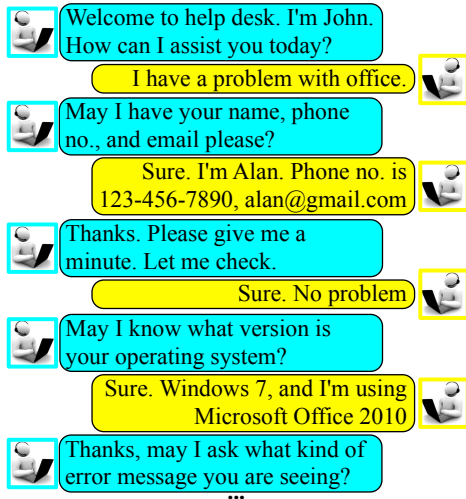 Welcome to help desk. I'm John.
How can I assist you today?
I have a problem with office.
May I have your name, phone
no., and email please?
Sure. I'm Alan. Phone no. is
123-456-7890, alan@gmail.com
Thanks. Please give me a
minute. Let me check.
Sure. No problem
May I know what version is
your operating system?
Sure. Windows 7, and I'm using
Microsoft Office 2010
Thanks, may I ask what kind of
error message you are seeing?
...